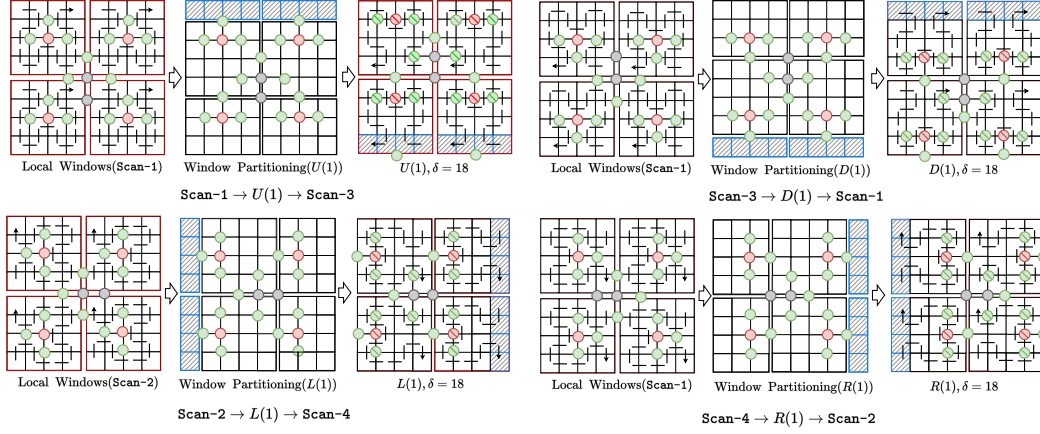 Local Windows(Scan-1)
Window Partitioning(U(1))
U(1), δ = 18
Scan-1 → U(1) → Scan-3
Local Windows(Scan-1)
Window Partitioning(D(1))
D(1), δ = 18
Scan-3 → D(1) → Scan-1
Local Windows(Scan-2)
Window Partitioning(L(1))
L(1), δ = 18
Scan-2 → L(1) → Scan-4
Local Windows(Scan-1)
Window Partitioning(R(1))
R(1), δ = 18
Scan-4 → R(1) → Scan-2